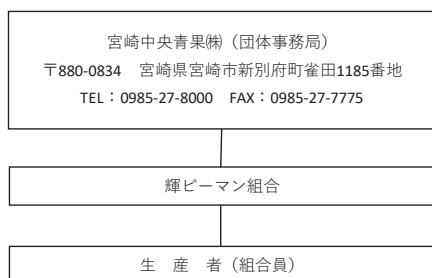 宮崎中央青果㈱（団体事務局）
〒880-0834　宮崎県宮崎市新別府町雀田1185番地
TEL：0985-27-8000　FAX：0985-27-7775
輝ピーマン組合
生　産　者（組合員）